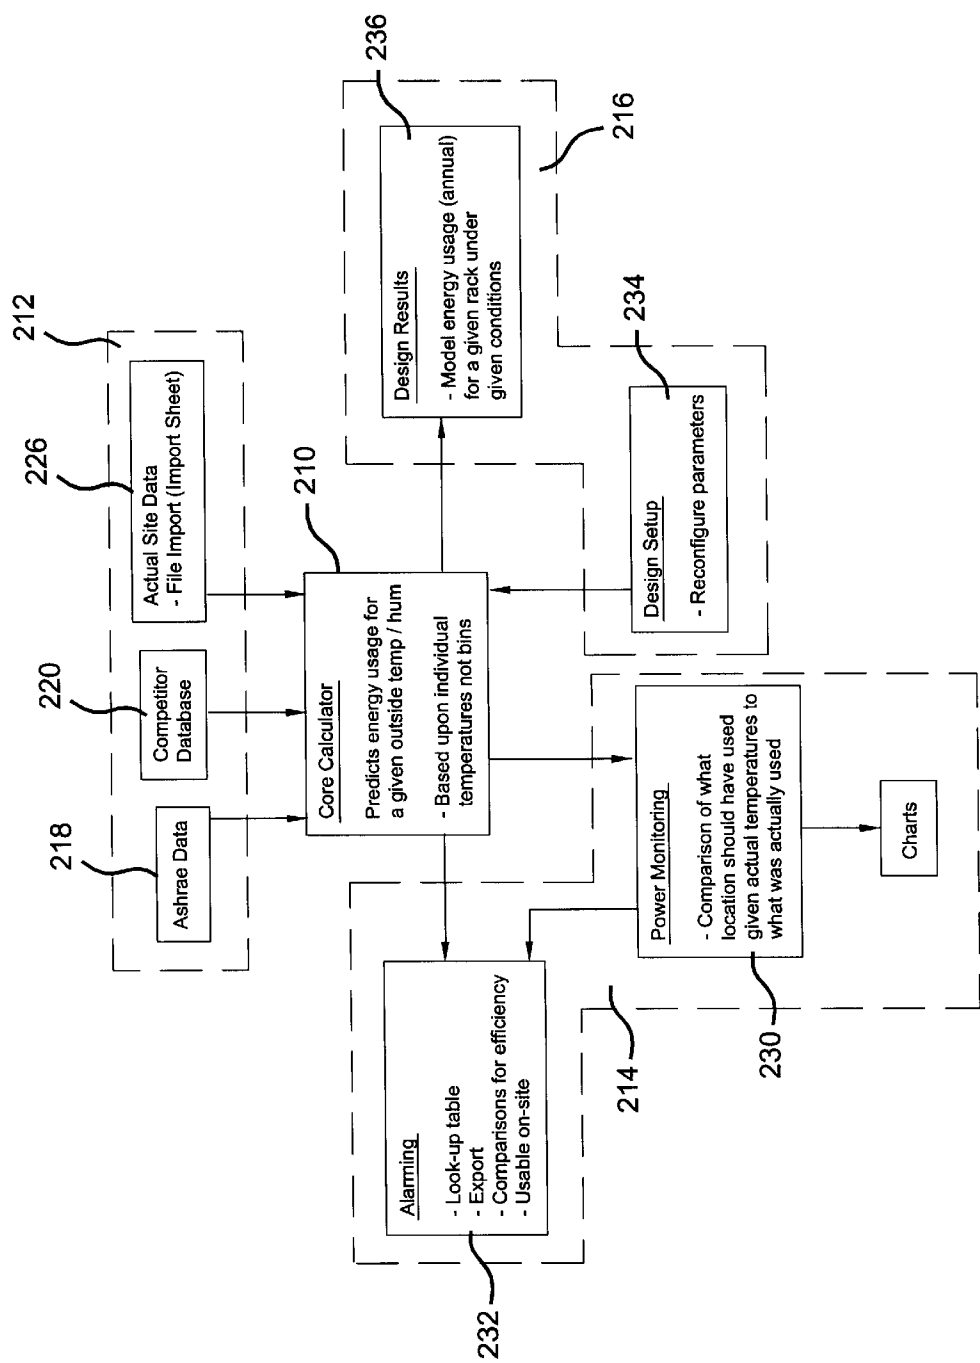 212
218
Ashrae Data
220
Competitor
Database
226
Actual Site Data
- File Import (Import Sheet)
210
Core Calculator
Predicts energy usage for
a given outside temp / hum
- Based upon individual
temperatures not bins
232
Alarming
- Look-up table
- Export
- Comparisons for efficiency
- Usable on-site
236
Design Results
- Model energy usage (annual)
for a given rack under
given conditions
216
214
230
Power Monitoring
- Comparison of what
location should have used
given actual temperatures to
what was actually used
234
Design Setup
- Reconfigure parameters
Charts